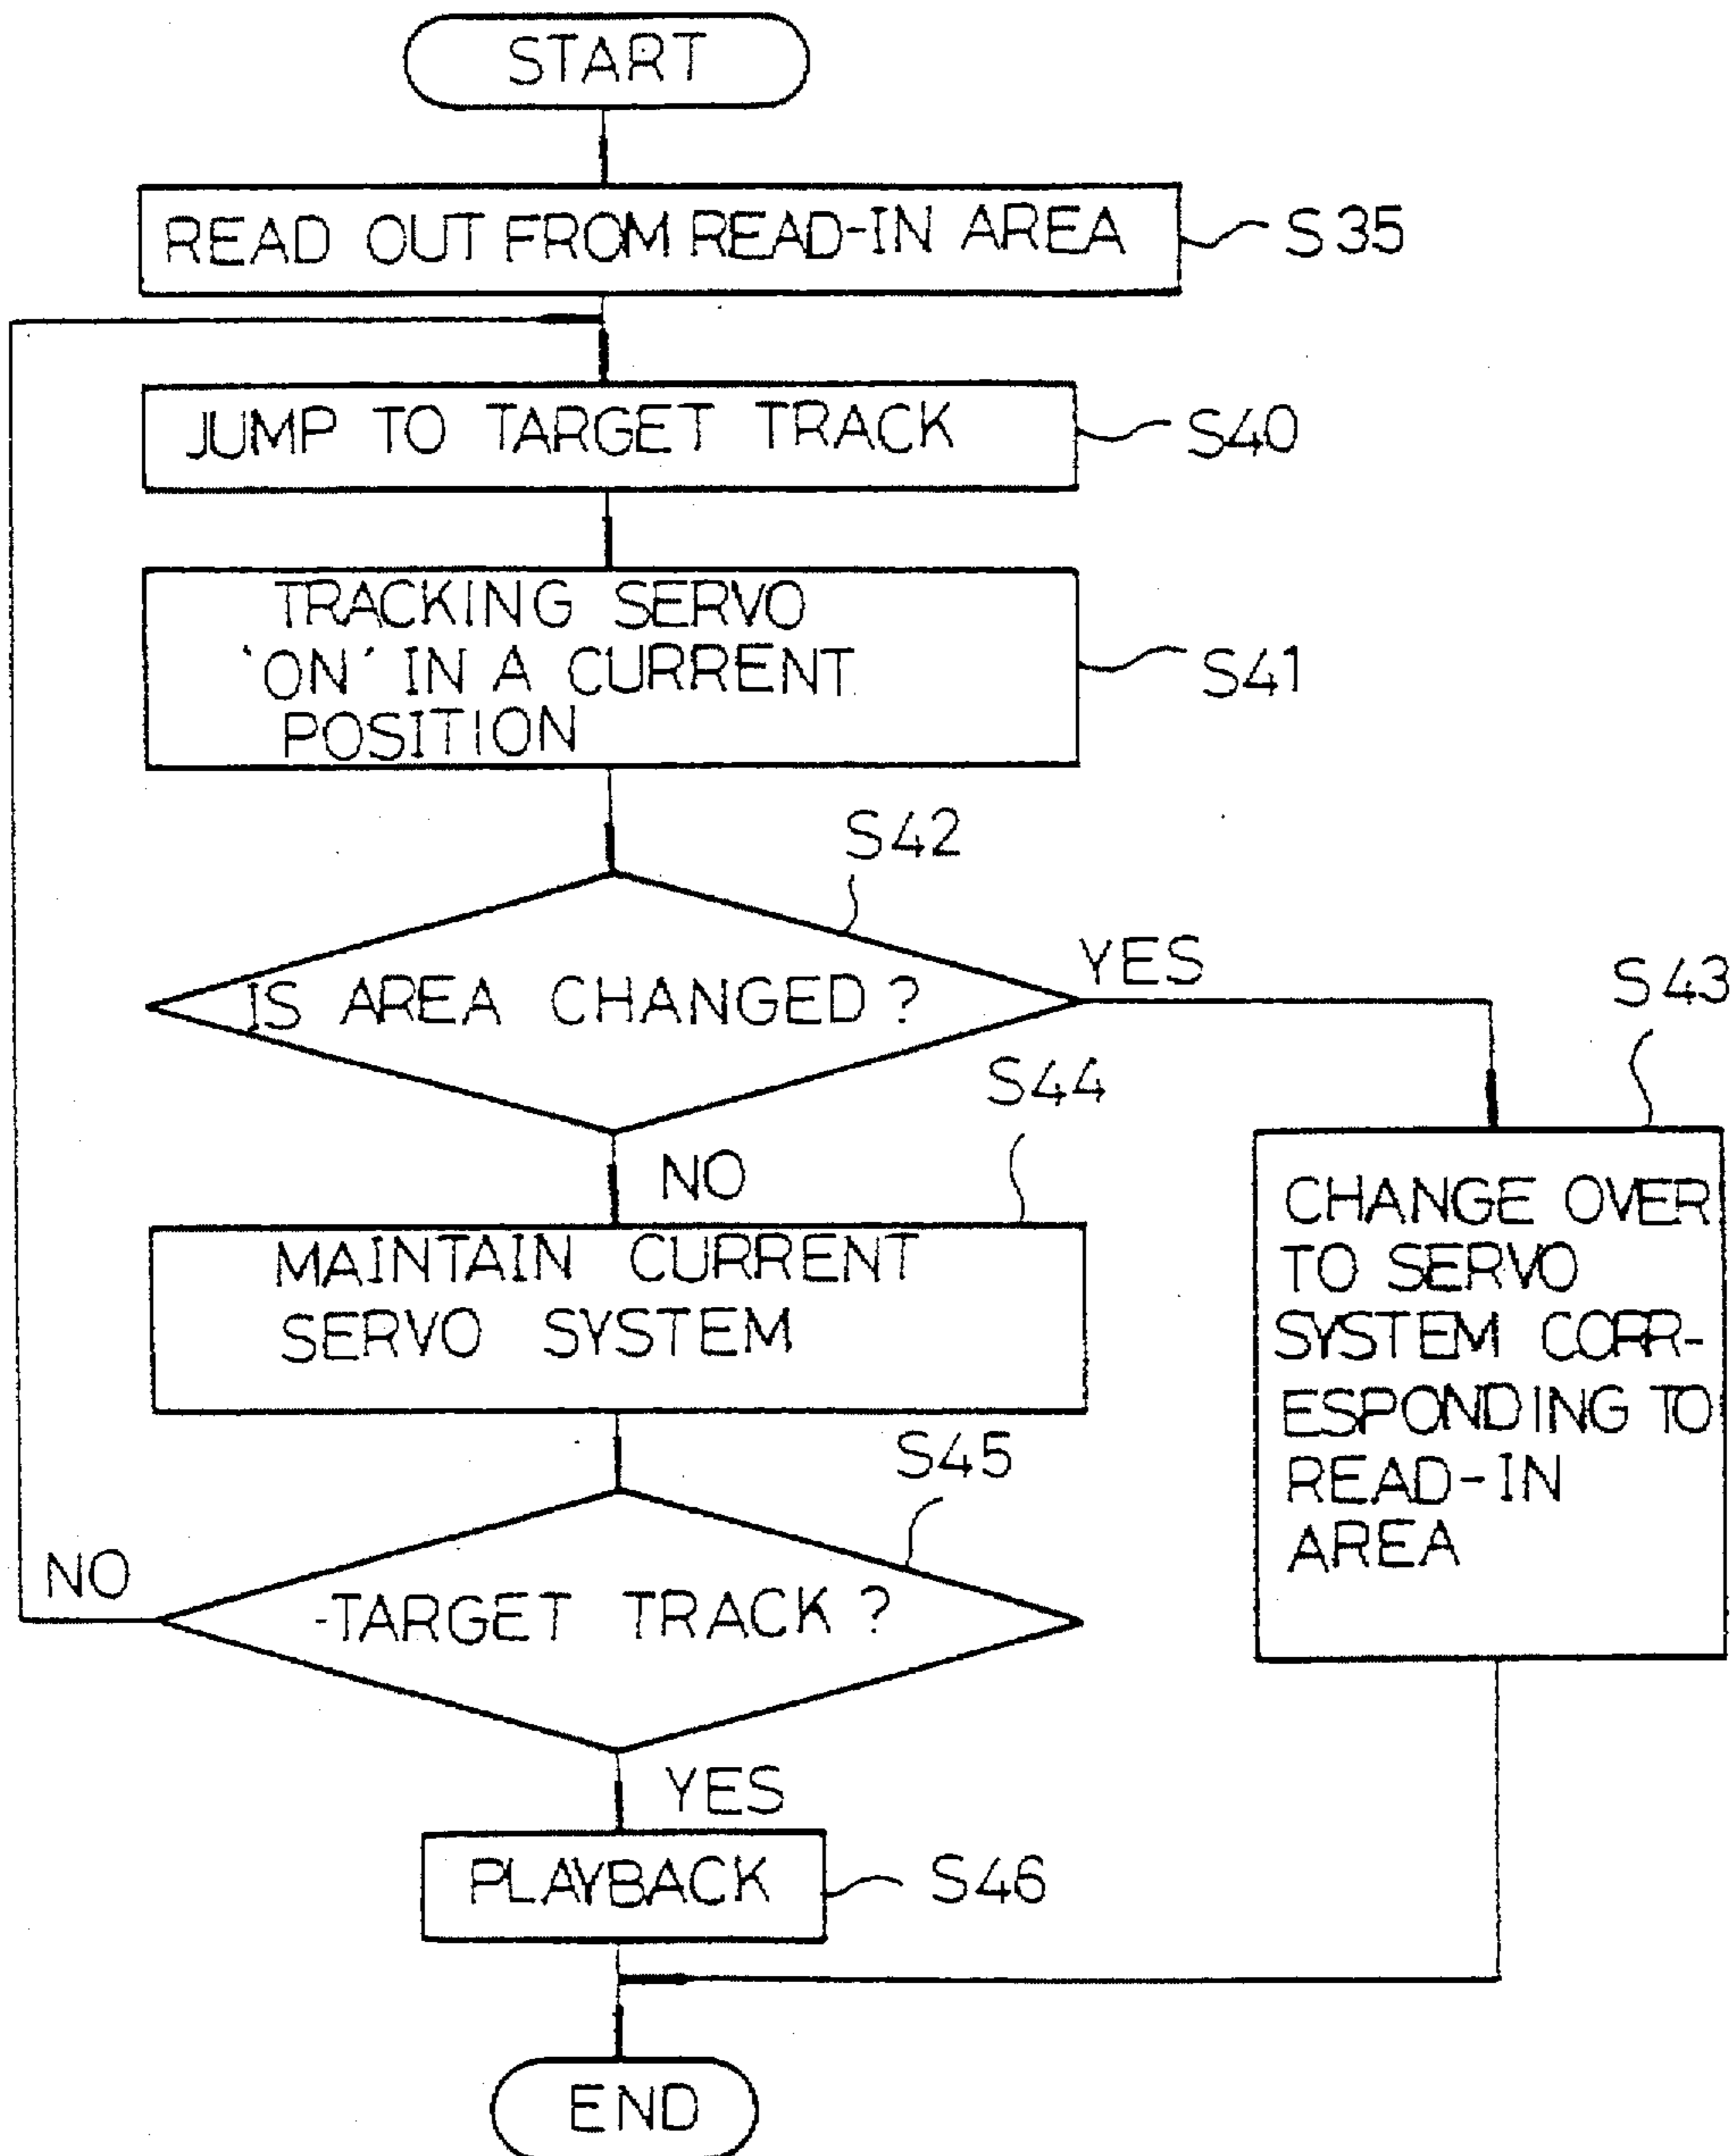 START
READ OUT FROM READ-IN AREA
S35
JUMP TO TARGET TRACK
S40
TRACKING SERVO
'ON' IN A CURRENT
POSITION
S41
S42
IS AREA CHANGED?
YES
S43
NO
S44
MAINTAIN CURRENT
SERVO SYSTEM
CHANGE OVER
TO SERVO
SYSTEM CORR-
ESPONDING TO
READ-IN
AREA
S45
TARGET TRACK?
NO
YES
PLAYBACK
S46
END